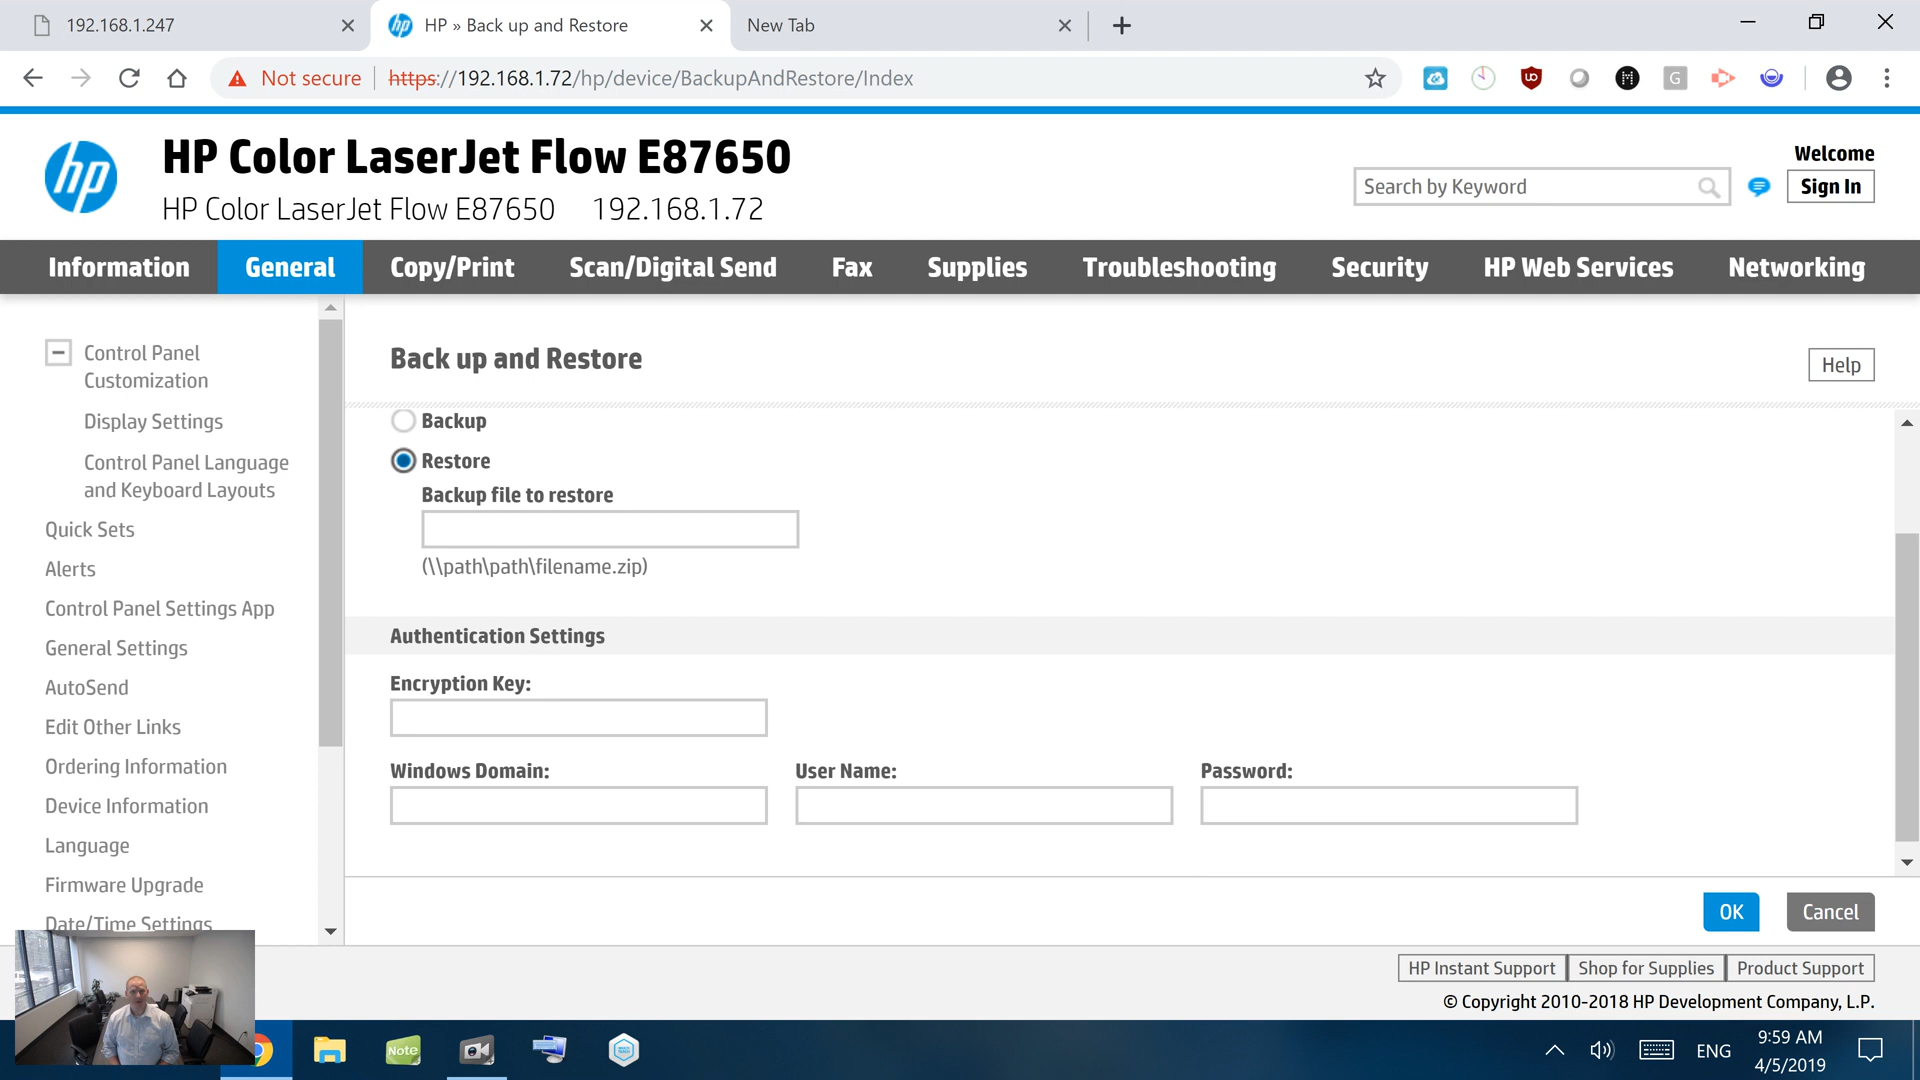 192.168.1.247
HP » Back up and Restore
New Tab
Not secure
https://192.168.1.72/hp/device/BackupAndRestore/Index
hp
HP Color LaserJet Flow E87650
HP Color LaserJet Flow E87650 192.168.1.72
Search by Keyword
Welcome
Sign In
Information General Copy/Print Scan/Digital Send Fax Supplies Troubleshooting Security HP Web Services Networking
Control Panel
Customization
Display Settings
Control Panel Language
and Keyboard Layouts
Quick Sets
Alerts
Control Panel Settings App
General Settings
AutoSend
Edit Other Links
Ordering Information
Device Information
Language
Firmware Upgrade
Date/Time Settings
Back up and Restore
Help
Backup
Restore
Backup file to restore
(\\path\path\filename.zip)
Authentication Settings
Encryption Key:
Windows Domain: User Name: Password:
OK Cancel
HP Instant Support Shop for Supplies Product Support
© Copyright 2010-2018 HP Development Company, L.P.
Note
ENG
9:59 AM
4/5/2019